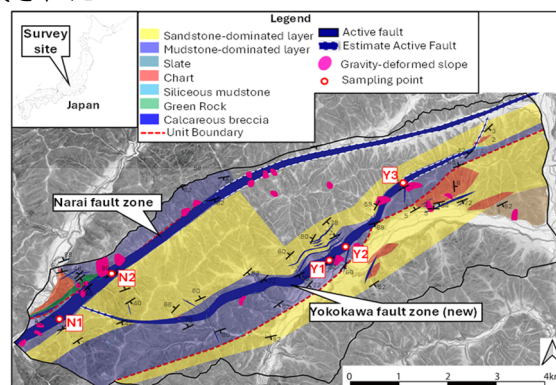 Survey
site
Japan
Legend
Sandstone-dominated layer
Mudstone-dominated layer
Slate
Chart
Siliceous mudstone
Green Rock
Calcareous breccia
Unit Boundary
Active fault
Estimate Active Fault
Gravity-deformed slope
Sampling point
Narai fault zone
Y3
N2
Y2
Y1
N1
Yokokawa fault zone (new)
0 1 2 3 4k